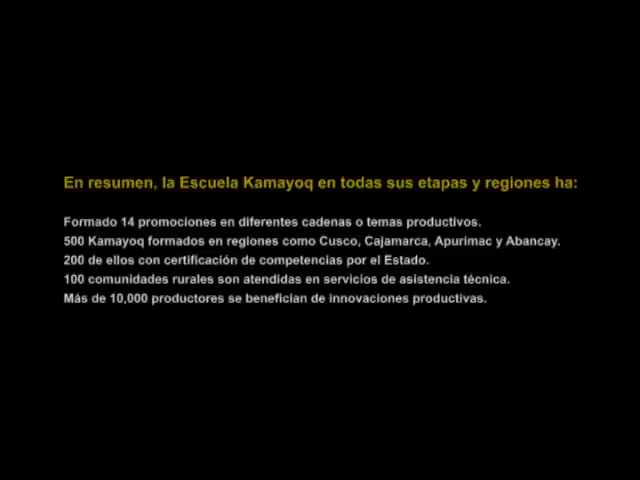 En resumen, la Escuela Kamayoq en todas sus etapas y regiones ha:
Formado 14 promociones en diferentes cadenas o temas productivos.
500 Kamayoq formados en regiones como Cusco, Cajamarca, Apurímac y Abancay.
200 de ellos con certificación de competencias por el Estado.
100 comunidades rurales son atendidas en servicios de asistencia técnica.
Más de 10,000 productores se benefician de innovaciones productivas.